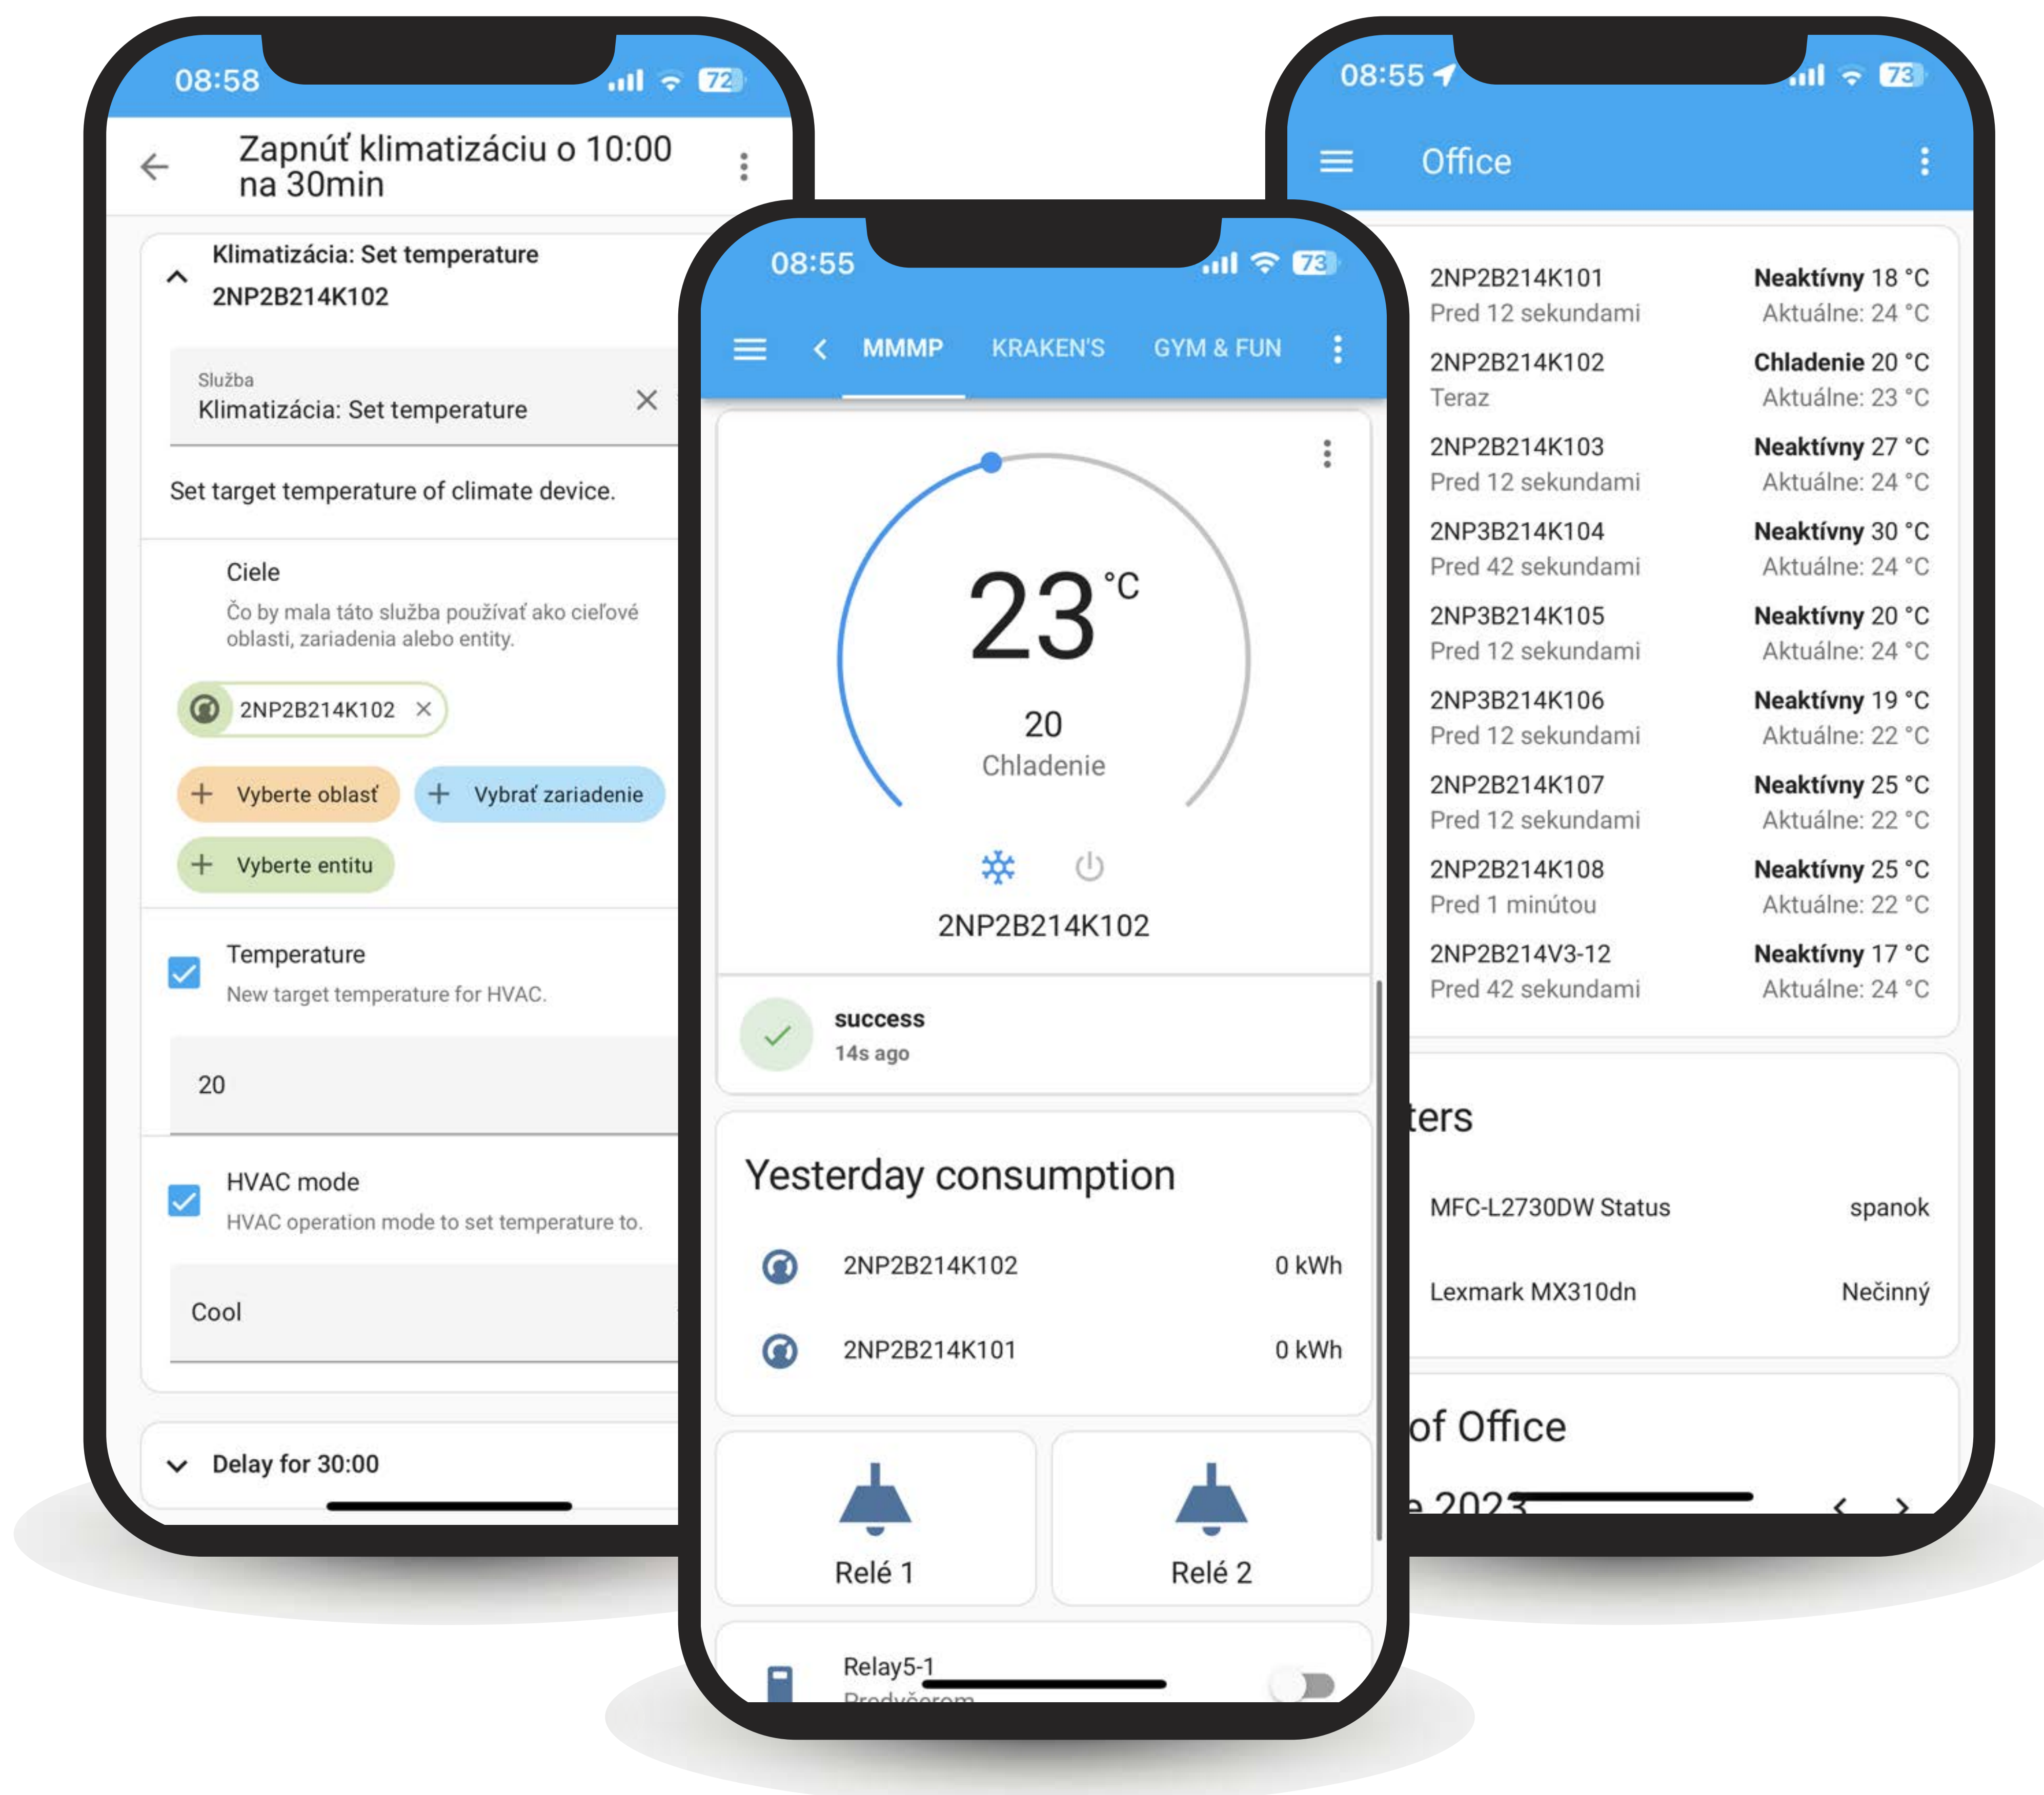 08:58
72
Zapnúť klimatizáciu o 10:00
na 30min
Klimatizácia: Set temperature
2NP2B214K102
Služba
Klimatizácia: Set temperature
Set target temperature of climate device.
Ciele
Čo by mala táto služba používať ako cieľové
oblasti, zariadenia alebo entity.
2NP2B214K102
Vyberte oblasť
Vybrať zariadenie
Vyberte entitu
Temperature
New target temperature for HVAC.
20
HVAC mode
HVAC operation mode to set temperature to.
Cool
Delay for 30:00
08:55
73
MMMP KRAKEN'S GYM & FUN
23 °C
20
Chladenie
2NP2B214K102
success
14s ago
Yesterday consumption
2NP2B214K102 0 kWh
2NP2B214K101 0 kWh
Relé 1
Relé 2
Relay5-1
Predvčerom
08:55
73
Office
2NP2B214K101 Neaktívny 18 °C
Pred 12 sekundami Aktuálne: 24 °C
2NP2B214K102 Chladenie 20 °C
Teraz Aktuálne: 23 °C
2NP2B214K103 Neaktívny 27 °C
Pred 12 sekundami Aktuálne: 24 °C
2NP3B214K104 Neaktívny 30 °C
Pred 42 sekundami Aktuálne: 24 °C
2NP3B214K105 Neaktívny 20 °C
Pred 12 sekundami Aktuálne: 24 °C
2NP3B214K106 Neaktívny 19 °C
Pred 12 sekundami Aktuálne: 22 °C
2NP2B214K107 Neaktívny 25 °C
Pred 12 sekundami Aktuálne: 22 °C
2NP2B214K108 Neaktívny 25 °C
Pred 1 minútou Aktuálne: 22 °C
2NP2B214V3-12 Neaktívny 17 °C
Pred 42 sekundami Aktuálne: 24 °C
ters
MFC-L2730DW Status spanok
Lexmark MX310dn Nečinný
of Office
e 2023